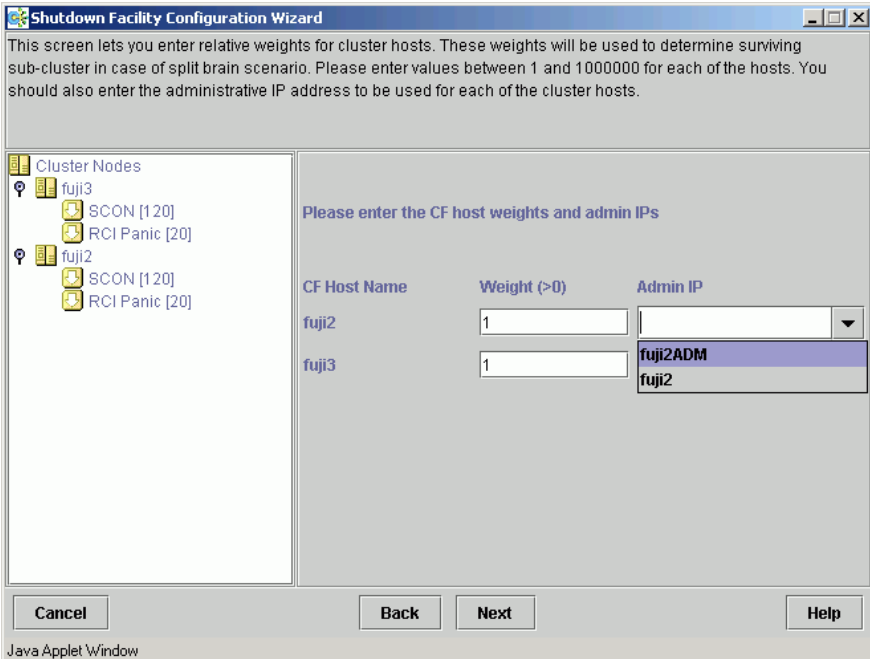 Shutdown Facility Configuration Wizard
This screen lets you enter relative weights for cluster hosts. These weights will be used to determine surviving
sub-cluster in case of split brain scenario. Please enter values between 1 and 1000000 for each of the hosts. You
should also enter the administrative IP address to be used for each of the cluster hosts.
Cluster Nodes
fuji3
SCON [120]
RCI Panic [20]
fuji2
SCON [120]
RCI Panic [20]
Please enter the CF host weights and admin IPs
CF Host Name Weight (>0) Admin IP
fuji2 1
fuji2ADM
fuji3 1
fuji2
Cancel Back Next Help
Java Applet Window